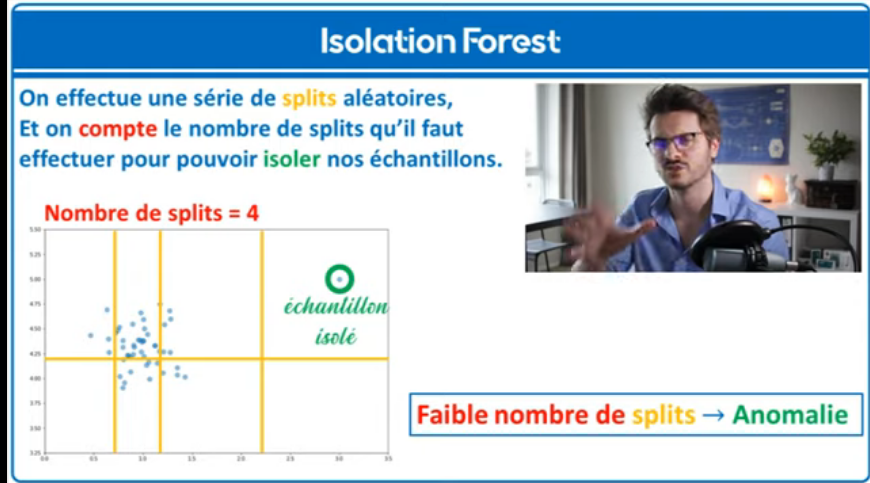 Isolation Forest
On effectue une série de splits aléatoires,
Et on compte le nombre de splits qu'il faut
effectuer pour pouvoir isoler nos échantillons.
Nombre de splits = 4
5.50
5.25
5.00
4.75
4.50
4.25
4.00
3.75
3.50
3.25
0.0 0.5 1.0 1.5 2.0 2.5 3.0 3.5
échantillon
isolé
Faible nombre de splits → Anomalie